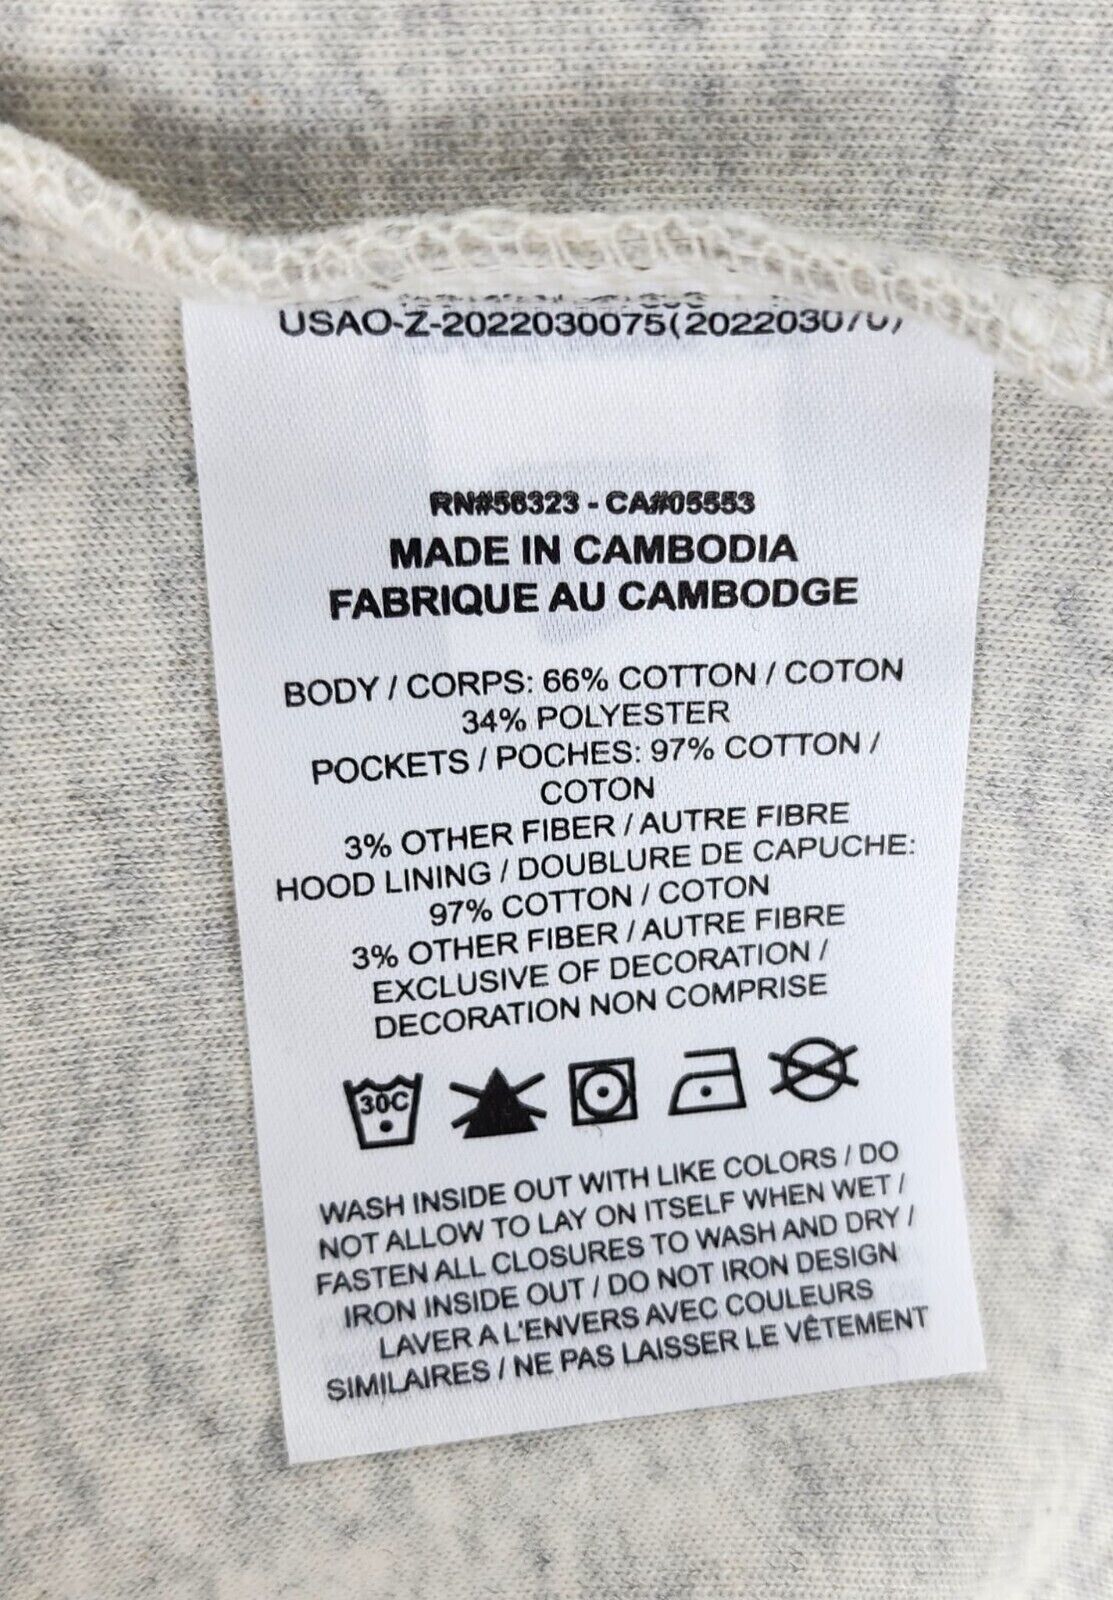 USAO-Z-2022030075(202203070)
RN#56323 - CA#05553
MADE IN CAMBODIA
FABRIQUE AU CAMBODGE
BODY / CORPS: 66% COTTON / COTON
34% POLYESTER
POCKETS / POCHES: 97% COTTON /
COTON
3% OTHER FIBER / AUTRE FIBRE
HOOD LINING / DOUBLURE DE CAPUCHE:
97% COTTON / COTON
3% OTHER FIBER / AUTRE FIBRE
EXCLUSIVE OF DECORATION /
DECORATION NON COMPRISE
30C
WASH INSIDE OUT WITH LIKE COLORS / DO
NOT ALLOW TO LAY ON ITSELF WHEN WET /
FASTEN ALL CLOSURES TO WASH AND DRY /
IRON INSIDE OUT / DO NOT IRON DESIGN
LAVER A L'ENVERS AVEC COULEURS
SIMILAIRES / NE PAS LAISSER LE VÊTEMENT